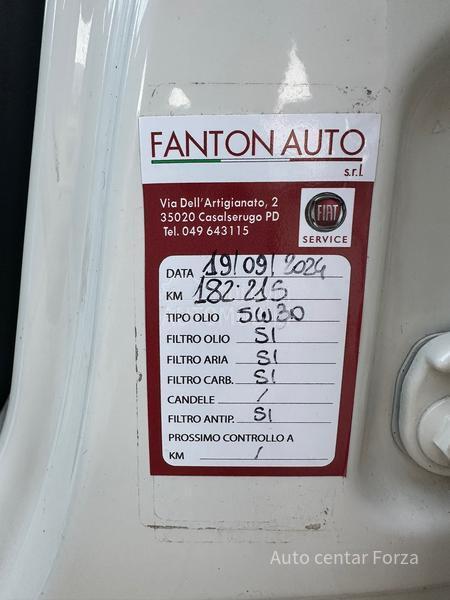 FANTON AUTO
s.r.l.
Via Dell'Artigianato, 2
35020 Casalserugo PD
Tel. 049 643115
FIAT
SERVICE
DATA 19/09/2024
KM 182.215
TIPO OLIO 5W30
FILTRO OLIO SI
FILTRO ARIA SI
FILTRO CARB. SI
CANDELE /
FILTRO ANTIP. SI
PROSSIMO CONTROLLO A
KM /
Auto centar Forza